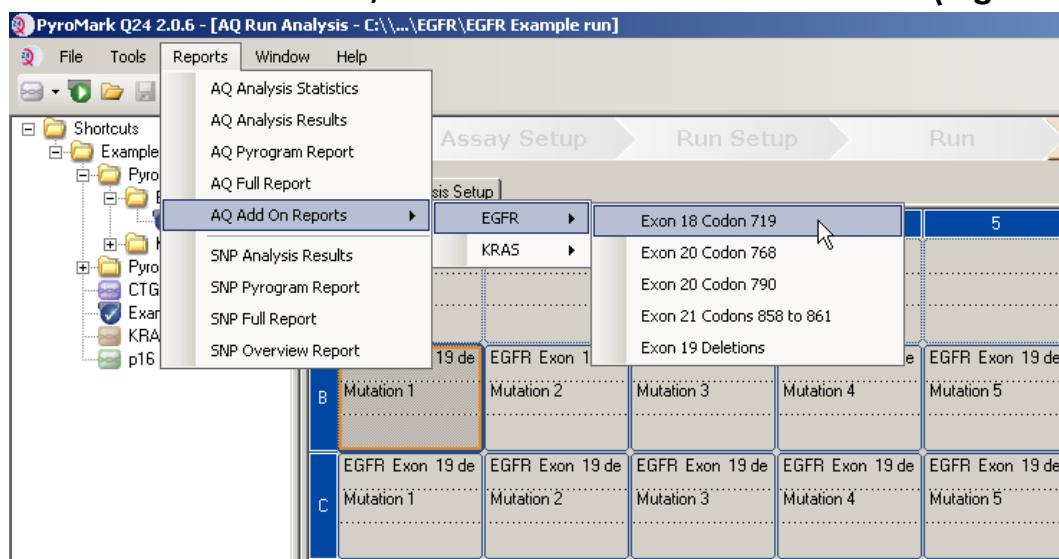 PyroMark Q24 2.0.6 - [AQ Run Analysis - C:\\...\EGFR\EGFR Example run]
File Tools Reports Window Help
AQ Analysis Statistics
AQ Analysis Results
AQ Pyrogram Report
AQ Full Report
AQ Add On Reports
SNP Analysis Results
SNP Pyrogram Report
SNP Full Report
SNP Overview Report
EGFR
KRAS
Exon 18 Codon 719
Exon 20 Codon 768
Exon 20 Codon 790
Exon 21 Codons 858 to 861
Exon 19 Deletions
Shortcuts
Example
Pyro
E
K
Pyro
CTG
Exar
KRA
p16
Assay Setup Run Setup Run
sis Setup
5
19 de EGFR Exon 1 e EGFR Exon 19 de
B Mutation 1 Mutation 2 Mutation 3 Mutation 4 Mutation 5
EGFR Exon 19 de EGFR Exon 19 de EGFR Exon 19 de EGFR Exon 19 de EGFR Exon 19 de
C Mutation 1 Mutation 2 Mutation 3 Mutation 4 Mutation 5